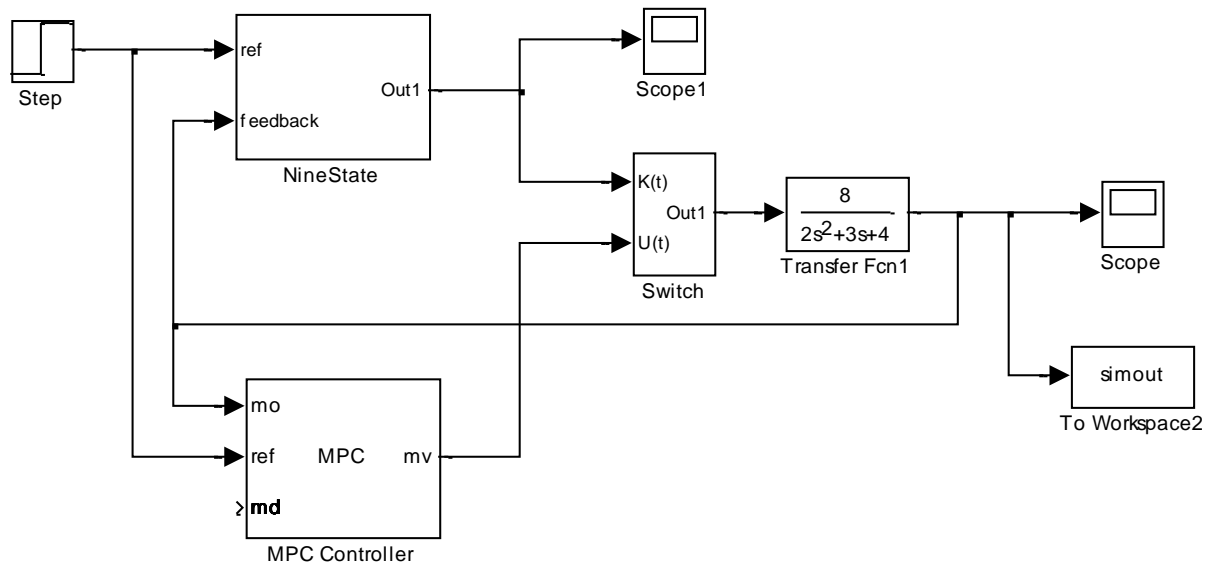 Step
ref
feedback
Out1
NineState
Scope1
K(t)
U(t)
Out1
Switch
8
2s²+3s+4
Transfer Fcn1
Scope
simout
To Workspace2
mo
ref
md
MPC
mv
MPC Controller